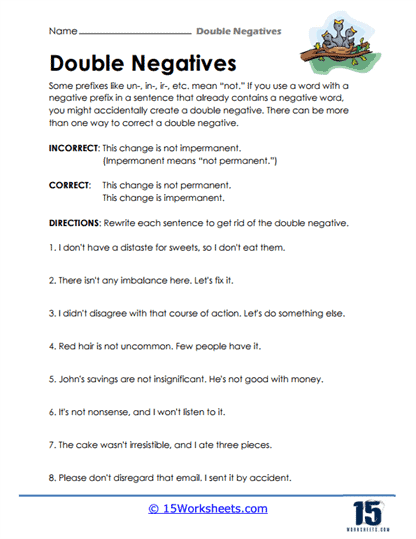 Name Double Negatives
Double Negatives
Some prefixes like un-, in-, ir-, etc. mean “not.” If you use a word with a
negative prefix in a sentence that already contains a negative word,
you might accidentally create a double negative. There can be more
than one way to correct a double negative.
INCORRECT: This change is not impermanent.
(Impermanent means “not permanent.”)
CORRECT: This change is not permanent.
This change is impermanent.
DIRECTIONS: Rewrite each sentence to get rid of the double negative.
1. I don't have a distaste for sweets, so I don't eat them.
2. There isn't any imbalance here. Let's fix it.
3. I didn't disagree with that course of action. Let's do something else.
4. Red hair is not uncommon. Few people have it.
5. John's savings are not insignificant. He's not good with money.
6. It's not nonsense, and I won't listen to it.
7. The cake wasn't irresistible, and I ate three pieces.
8. Please don't disregard that email. I sent it by accident.
© 15Worksheets.com
15
WORKSHEETS.COM